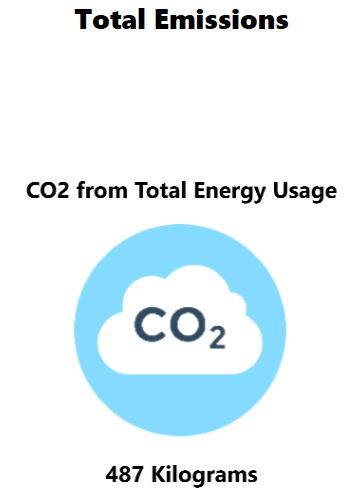 Total Emissions
CO2 from Total Energy Usage
CO₂
487 Kilograms